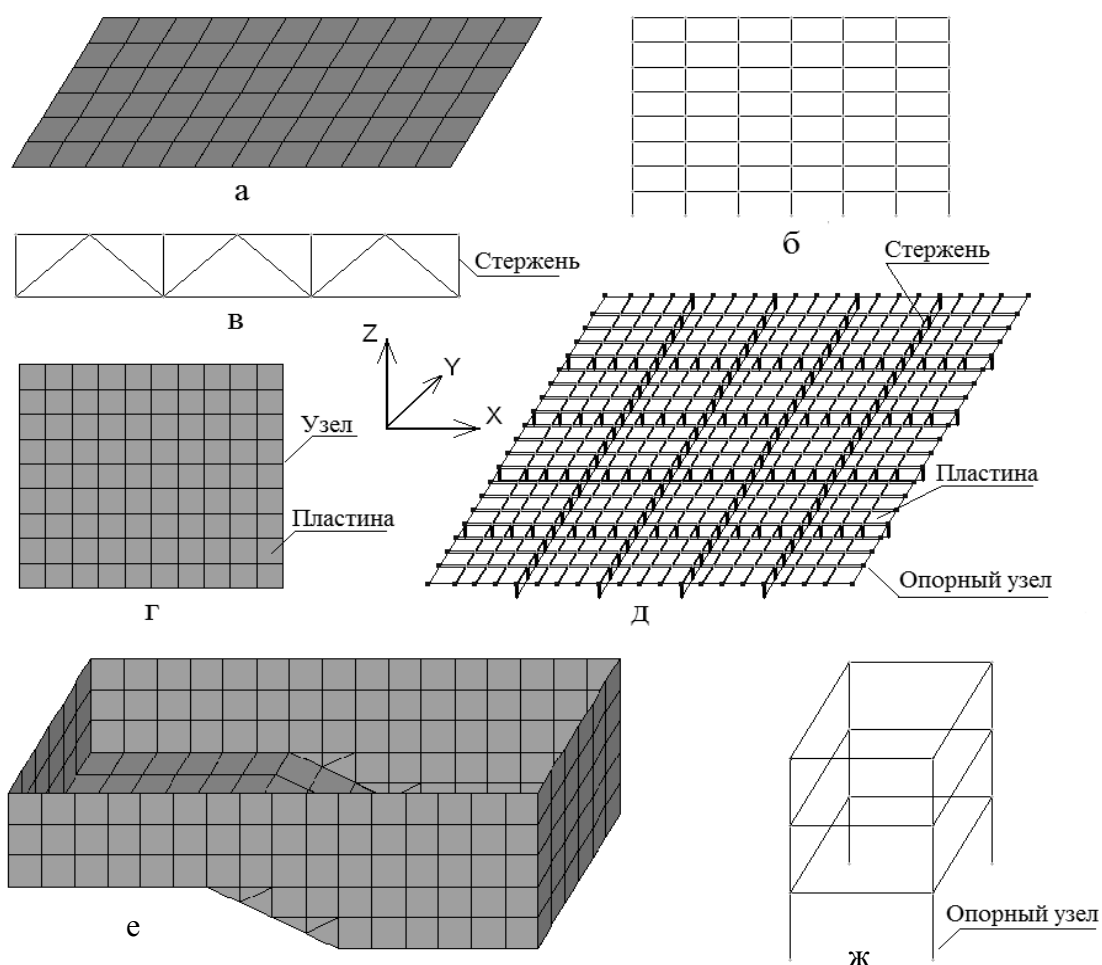 а
б
Стержень
в
Стержень
Z
Y
X
Узел
Пластина
г
Пластина
Опорный узел
д
е
Опорный узел
ж